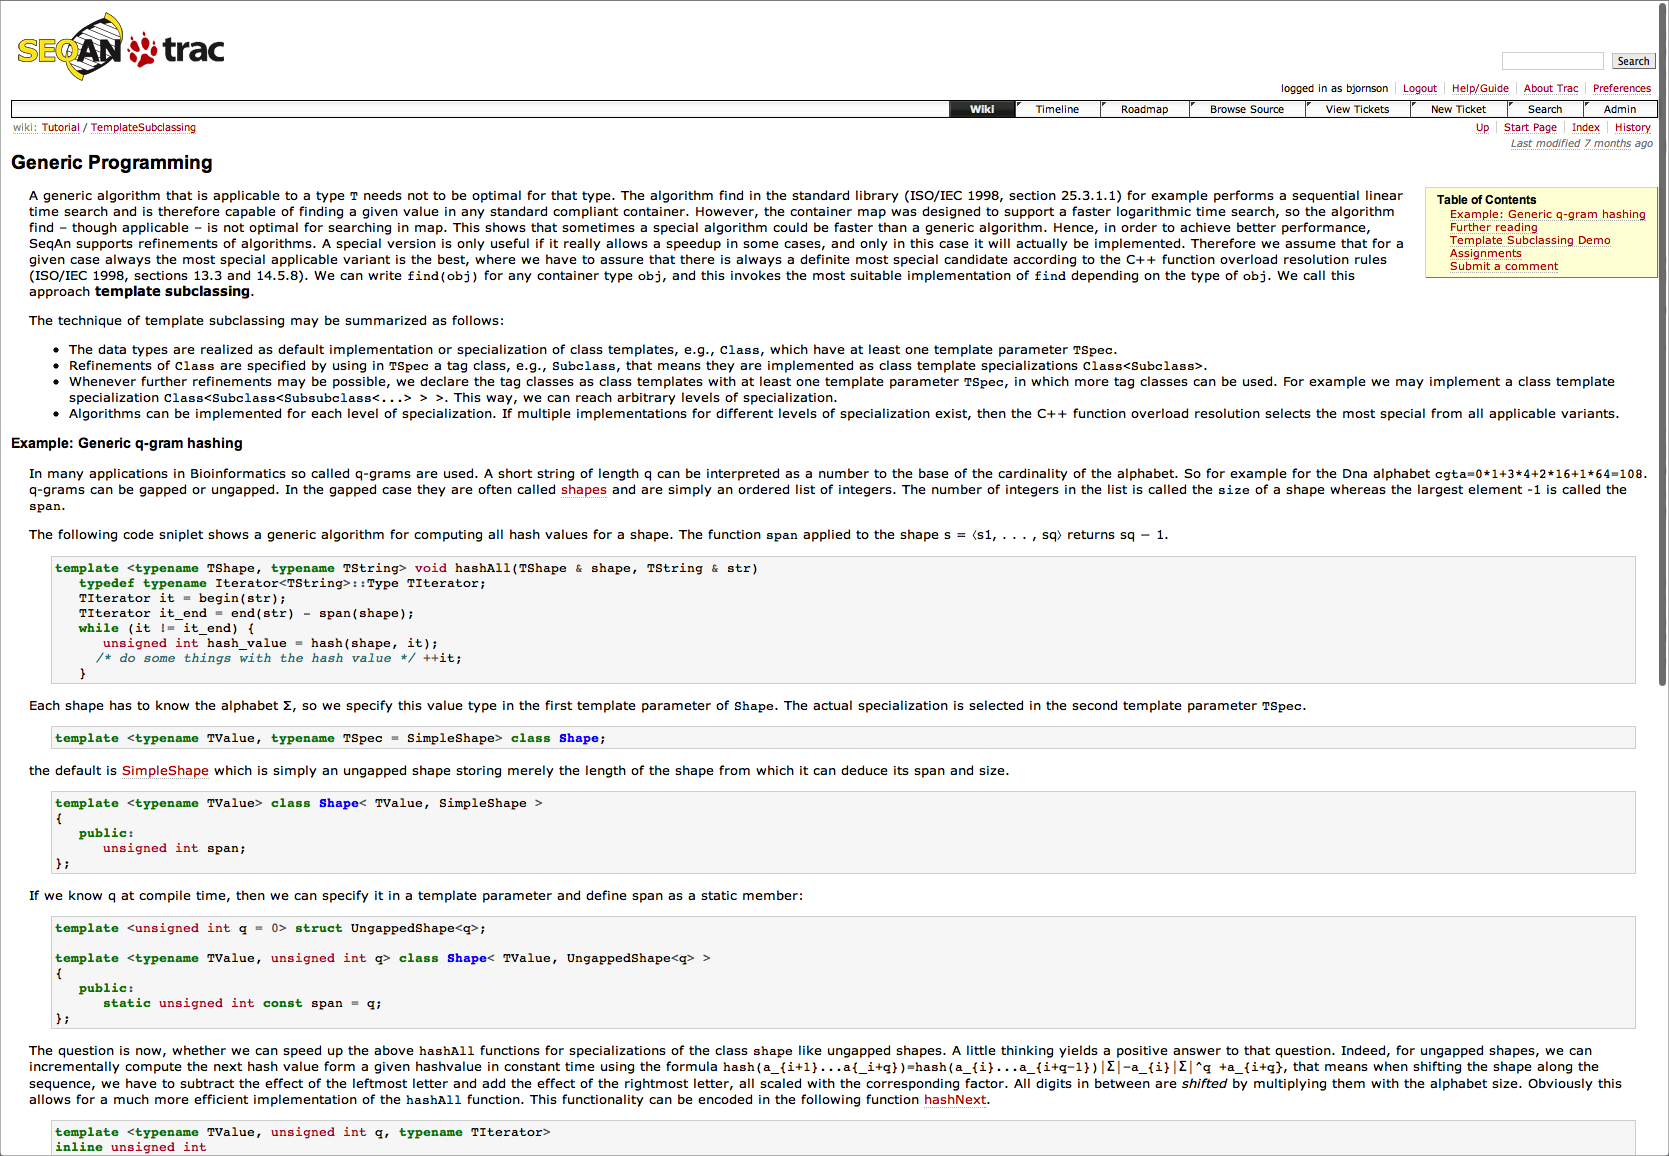 SEQAN trac
Search
logged in as bjornson Logout Help/Guide About Trac Preferences
Wiki Timeline Roadmap Browse Source View Tickets New Ticket Search Admin
wiki: Tutorial / TemplateSubclassing
Up Start Page Index History
Last modified 7 months ago
Generic Programming
A generic algorithm that is applicable to a type T needs not to be optimal for that type. The algorithm find in the standard library (ISO/IEC 1998, section 25.3.1.1) for example performs a sequential linear
time search and is therefore capable of finding a given value in any standard compliant container. However, the container map was designed to support a faster logarithmic time search, so the algorithm
find – though applicable – is not optimal for searching in map. This shows that sometimes a special algorithm could be faster than a generic algorithm. Hence, in order to achieve better performance,
SeqAn supports refinements of algorithms. A special version is only useful if it really allows a speedup in some cases, and only in this case it will actually be implemented. Therefore we assume that for a
given case always the most special applicable variant is the best, where we have to assure that there is always a definite most special candidate according to the C++ function overload resolution rules
(ISO/IEC 1998, sections 13.3 and 14.5.8). We can write find(obj) for any container type obj, and this invokes the most suitable implementation of find depending on the type of obj. We call this
approach template subclassing.
Table of Contents
Example: Generic q-gram hashing
Further reading
Template Subclassing Demo
Assignments
Submit a comment
The technique of template subclassing may be summarized as follows:
• The data types are realized as default implementation or specialization of class templates, e.g., Class, which have at least one template parameter TSpec.
• Refinements of Class are specified by using in TSpec a tag class, e.g., Subclass, that means they are implemented as class template specializations Class<Subclass>.
• Whenever further refinements may be possible, we declare the tag classes as class templates with at least one template parameter TSpec, in which more tag classes can be used. For example we may implement a class template
specialization Class<Subclass<Subsubclass<...> > >. This way, we can reach arbitrary levels of specialization.
• Algorithms can be implemented for each level of specialization. If multiple implementations for different levels of specialization exist, then the C++ function overload resolution selects the most special from all applicable variants.
Example: Generic q-gram hashing
In many applications in Bioinformatics so called q-grams are used. A short string of length q can be interpreted as a number to the base of the cardinality of the alphabet. So for example for the Dna alphabet cgta=0*1+3*4+2*16+1*64=108.
q-grams can be gapped or ungapped. In the gapped case they are often called shapes and are simply an ordered list of integers. The number of integers in the list is called the size of a shape whereas the largest element -1 is called the
span.
The following code sniplet shows a generic algorithm for computing all hash values for a shape. The function span applied to the shape s = ⟨s1, . . . , sq⟩ returns sq − 1.
template <typename TShape, typename TString> void hashAll(TShape & shape, TString & str)
typedef typename Iterator<TString>::Type TIterator;
TIterator it = begin(str);
TIterator it_end = end(str) - span(shape);
while (it != it_end) {
unsigned int hash_value = hash(shape, it);
/* do some things with the hash value */ ++it;
}
Each shape has to know the alphabet Σ, so we specify this value type in the first template parameter of Shape. The actual specialization is selected in the second template parameter TSpec.
template <typename TValue, typename TSpec = SimpleShape> class Shape;
the default is SimpleShape which is simply an ungapped shape storing merely the length of the shape from which it can deduce its span and size.
template <typename TValue> class Shape< TValue, SimpleShape >
{
public:
unsigned int span;
};
If we know q at compile time, then we can specify it in a template parameter and define span as a static member:
template <unsigned int q = 0> struct UngappedShape<q>;
template <typename TValue, unsigned int q> class Shape< TValue, UngappedShape<q> >
{
public:
static unsigned int const span = q;
};
The question is now, whether we can speed up the above hashAll functions for specializations of the class shape like ungapped shapes. A little thinking yields a positive answer to that question. Indeed, for ungapped shapes, we can
incrementally compute the next hash value form a given hashvalue in constant time using the formula hash(a_{i+1}...a{_i+q})=hash(a_{i}...a_{i+q-1})|Σ|-a_{i}|Σ|^q +a_{i+q}, that means when shifting the shape along the
sequence, we have to subtract the effect of the leftmost letter and add the effect of the rightmost letter, all scaled with the corresponding factor. All digits in between are shifted by multiplying them with the alphabet size. Obviously this
allows for a much more efficient implementation of the hashAll function. This functionality can be encoded in the following function hashNext.
template <typename TValue, unsigned int q, typename TIterator>
inline unsigned int